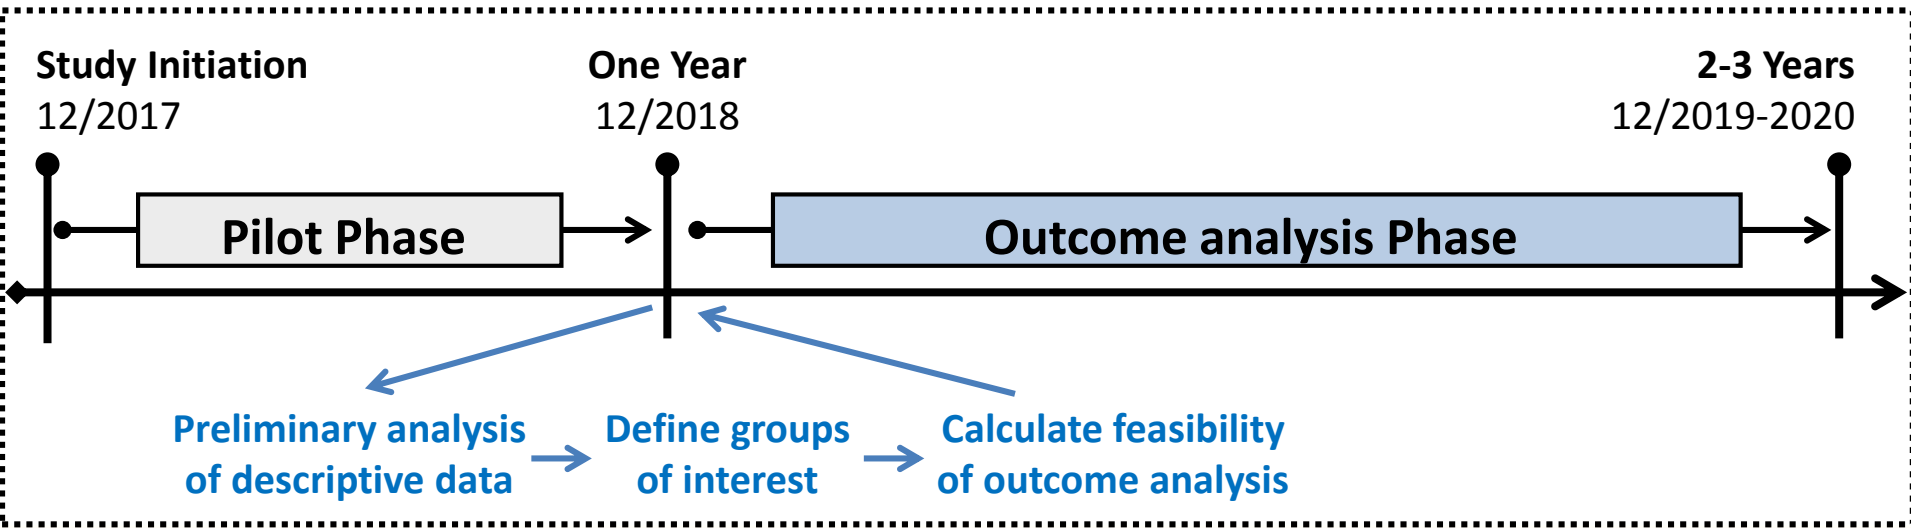 Study Initiation
12/2017
One Year
12/2018
2-3 Years
12/2019-2020
Pilot Phase
Outcome analysis Phase
Preliminary analysis
of descriptive data
Define groups
of interest
Calculate feasibility
of outcome analysis